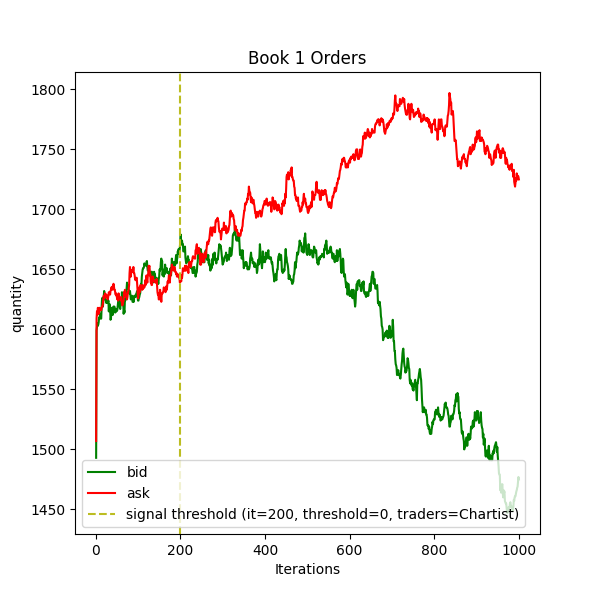 Book 1 Orders
quantity
1800
1750
1700
1650
1600
1550
1500
1450
bid
ask
signal threshold (it=200, threshold=0, traders=Chartist)
0 200 400 600 800 1000
Iterations